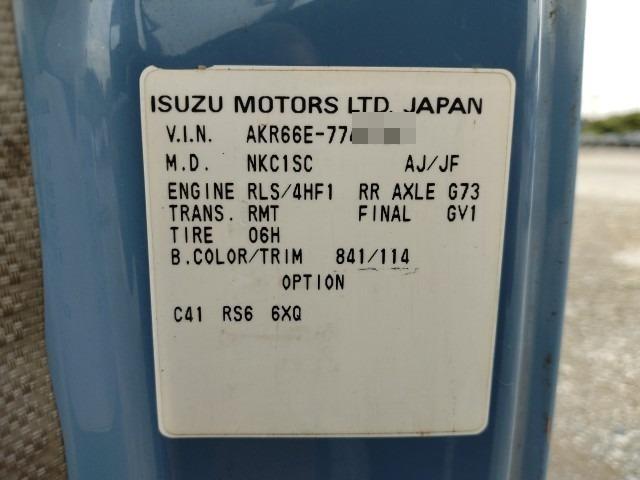 ISUZU MOTORS LTD. JAPAN
V.I.N. AKR66E-77
M.D. NKC1SC AJ/JF
ENGINE RLS/4HF1 RR AXLE G73
TRANS. RMT FINAL GV1
TIRE 06H
B.COLOR/TRIM 841/114
OPTION
C41 RS6 6XQ